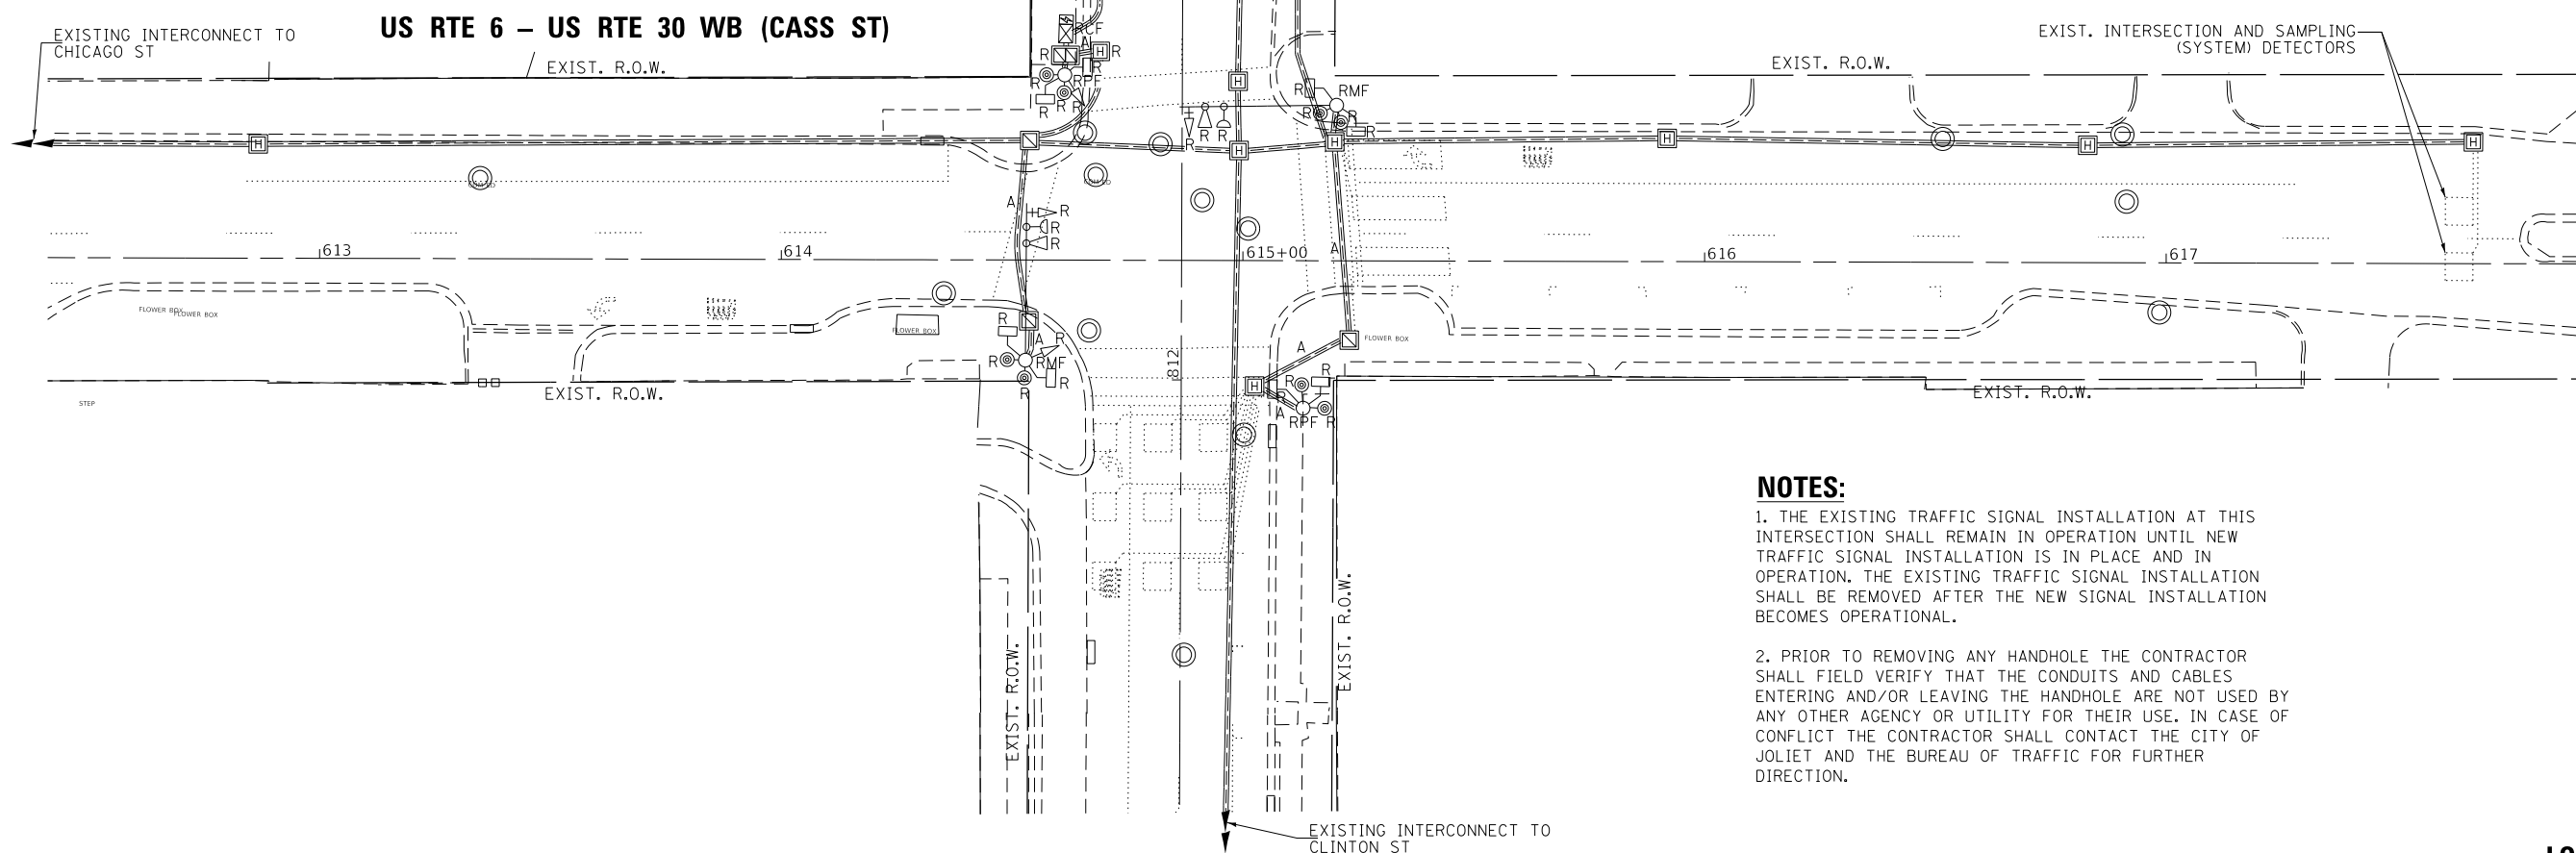 US RTE 6 – US RTE 30 WB (CASS ST)
EXISTING INTERCONNECT TO
CHICAGO ST
EXIST. R.O.W.
RCF
A
H
R
R
R
RPF
R
R
R
R
H
R
RMF
R
R
R
R
R
R
EXIST. R.O.W.
EXIST. INTERSECTION AND SAMPLING
(SYSTEM) DETECTORS
H
H
H
H
H
H
A
R
R
R
613
614
615+00
A
616
617
FLOWER BOX
FLOWER BOX
FLOWER BOX
FLOWER BOX
R
A
R
R
RMF
R
R
812
A
H
R
R
R
A
RPF
R
STEP
EXIST. R.O.W.
EXIST. R.O.W.
EXIST. R.O.W.
EXIST. R.O.W.
NOTES:
1. THE EXISTING TRAFFIC SIGNAL INSTALLATION AT THIS
INTERSECTION SHALL REMAIN IN OPERATION UNTIL NEW
TRAFFIC SIGNAL INSTALLATION IS IN PLACE AND IN
OPERATION. THE EXISTING TRAFFIC SIGNAL INSTALLATION
SHALL BE REMOVED AFTER THE NEW SIGNAL INSTALLATION
BECOMES OPERATIONAL.
2. PRIOR TO REMOVING ANY HANDHOLE THE CONTRACTOR
SHALL FIELD VERIFY THAT THE CONDUITS AND CABLES
ENTERING AND/OR LEAVING THE HANDHOLE ARE NOT USED BY
ANY OTHER AGENCY OR UTILITY FOR THEIR USE. IN CASE OF
CONFLICT THE CONTRACTOR SHALL CONTACT THE CITY OF
JOLIET AND THE BUREAU OF TRAFFIC FOR FURTHER
DIRECTION.
EXISTING INTERCONNECT TO
CLINTON ST